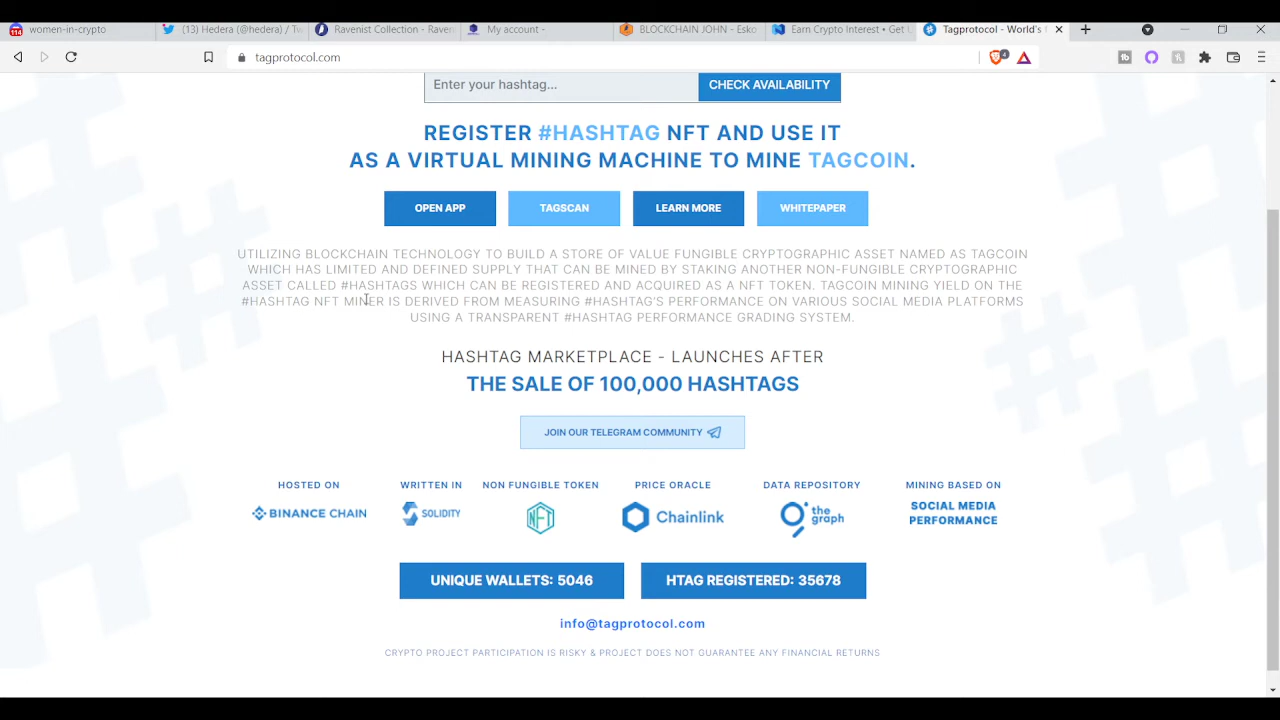 114
women-in-crypto
(13) Hedera (@hedera) / Tw
Ravenist Collection - Raven
My account -
BLOCKCHAIN JOHN - Esko
Earn Crypto Interest • Get L
Tagprotocol - World's
tagprotocol.com
4
Enter your hashtag...
CHECK AVAILABILITY
REGISTER #HASHTAG NFT AND USE IT
AS A VIRTUAL MINING MACHINE TO MINE TAGCOIN.
OPEN APP
TAGSCAN
LEARN MORE
WHITEPAPER
UTILIZING BLOCKCHAIN TECHNOLOGY TO BUILD A STORE OF VALUE FUNGIBLE CRYPTOGRAPHIC ASSET NAMED AS TAGCOIN
WHICH HAS LIMITED AND DEFINED SUPPLY THAT CAN BE MINED BY STAKING ANOTHER NON-FUNGIBLE CRYPTOGRAPHIC
ASSET CALLED #HASHTAGS WHICH CAN BE REGISTERED AND ACQUIRED AS A NFT TOKEN. TAGCOIN MINING YIELD ON THE
#HASHTAG NFT MINER IS DERIVED FROM MEASURING #HASHTAG'S PERFORMANCE ON VARIOUS SOCIAL MEDIA PLATFORMS
USING A TRANSPARENT #HASHTAG PERFORMANCE GRADING SYSTEM.
HASHTAG MARKETPLACE - LAUNCHES AFTER
THE SALE OF 100,000 HASHTAGS
JOIN OUR TELEGRAM COMMUNITY
HOSTED ON
WRITTEN IN
NON FUNGIBLE TOKEN
PRICE ORACLE
DATA REPOSITORY
MINING BASED ON
BINANCE CHAIN
SOLIDITY
NFT
Chainlink
the
graph
SOCIAL MEDIA
PERFORMANCE
UNIQUE WALLETS: 5046
HTAG REGISTERED: 35678
info@tagprotocol.com
CRYPTO PROJECT PARTICIPATION IS RISKY & PROJECT DOES NOT GUARANTEE ANY FINANCIAL RETURNS